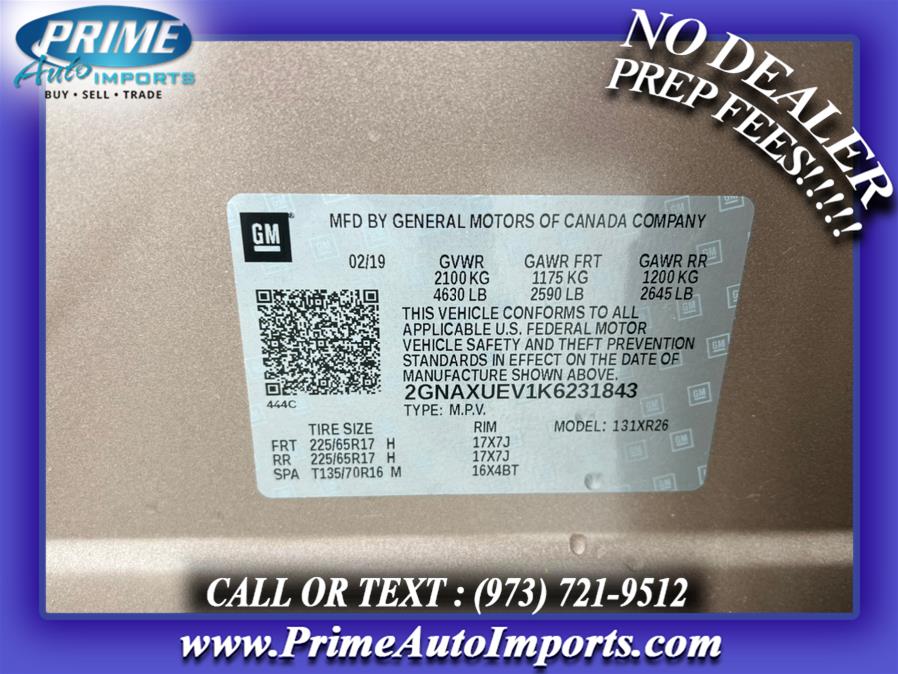 PRIME
Auto IMPORTS
BUY • SELL • TRADE
NO DEALER
PREP FEES!!!!!
GM
MFD BY GENERAL MOTORS OF CANADA COMPANY
02/19 GVWR GAWR FRT GAWR RR
2100 KG 1175 KG 1200 KG
4630 LB 2590 LB 2645 LB
THIS VEHICLE CONFORMS TO ALL
APPLICABLE U.S. FEDERAL MOTOR
VEHICLE SAFETY AND THEFT PREVENTION
STANDARDS IN EFFECT ON THE DATE OF
MANUFACTURE SHOWN ABOVE.
2GNAXUEV1K6231843
444C
TYPE: M.P.V.
TIRE SIZE RIM MODEL: 131XR26
FRT 225/65R17 H 17X7J
RR 225/65R17 H 17X7J
SPA T135/70R16 M 16X4BT
CALL OR TEXT : (973) 721-9512
www.PrimeAutoImports.com